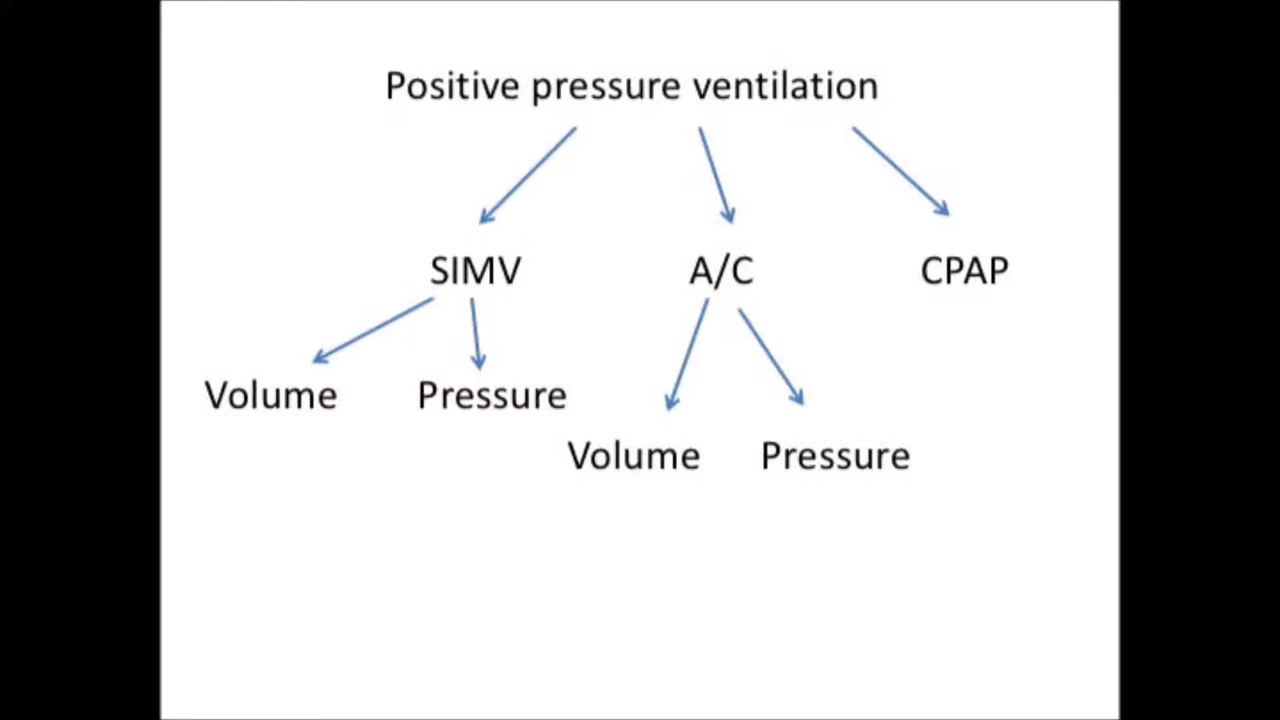 Positive pressure ventilation
SIMV A/C CPAP
Volume Pressure
Volume Pressure